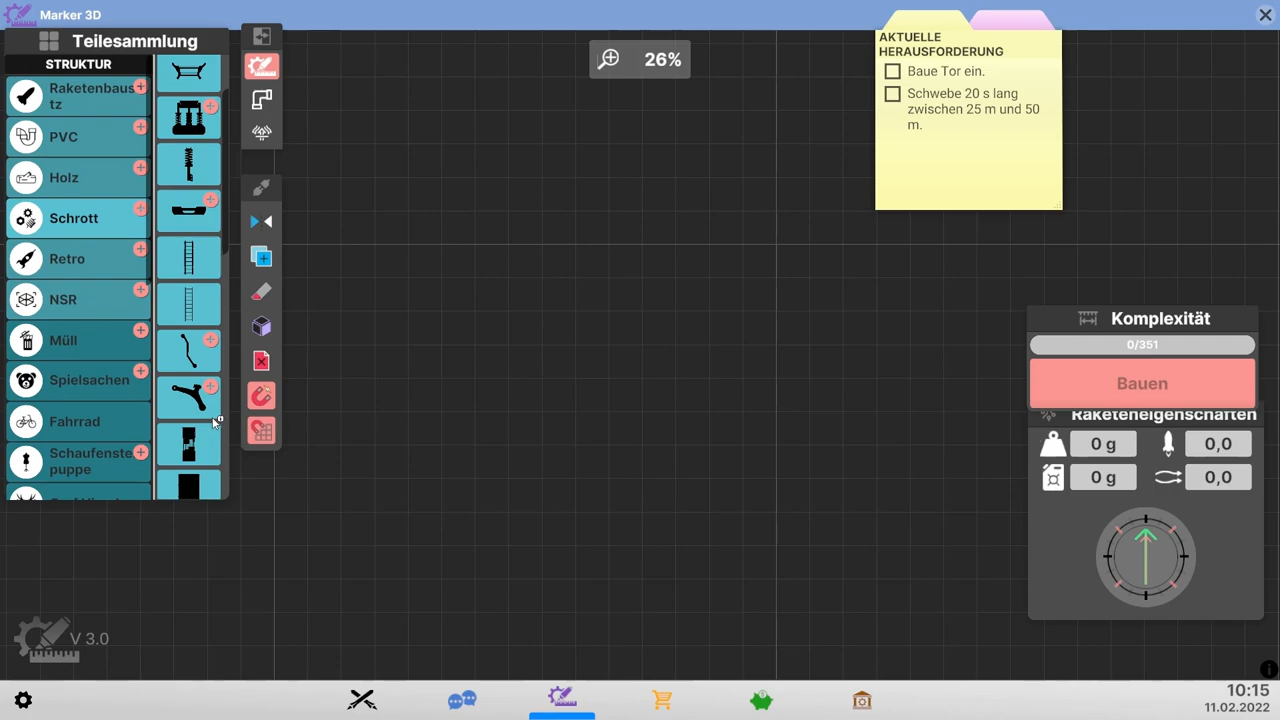 Marker 3D
Teilesammlung
STRUKTUR
Raketenbaus
tz
PVC
Holz
Schrott
Retro
NSR
Müll
Spielsachen
Fahrrad
Schaufenste
puppe
26%
AKTUELLE
HERAUSFORDERUNG
Baue Tor ein.
Schwebe 20 s lang
zwischen 25 m und 50
m.
Komplexität
0/351
Bauen
Raketeneigenschaften
0 g
0,0
0 g
0,0
V 3.0
10:15
11.02.2022